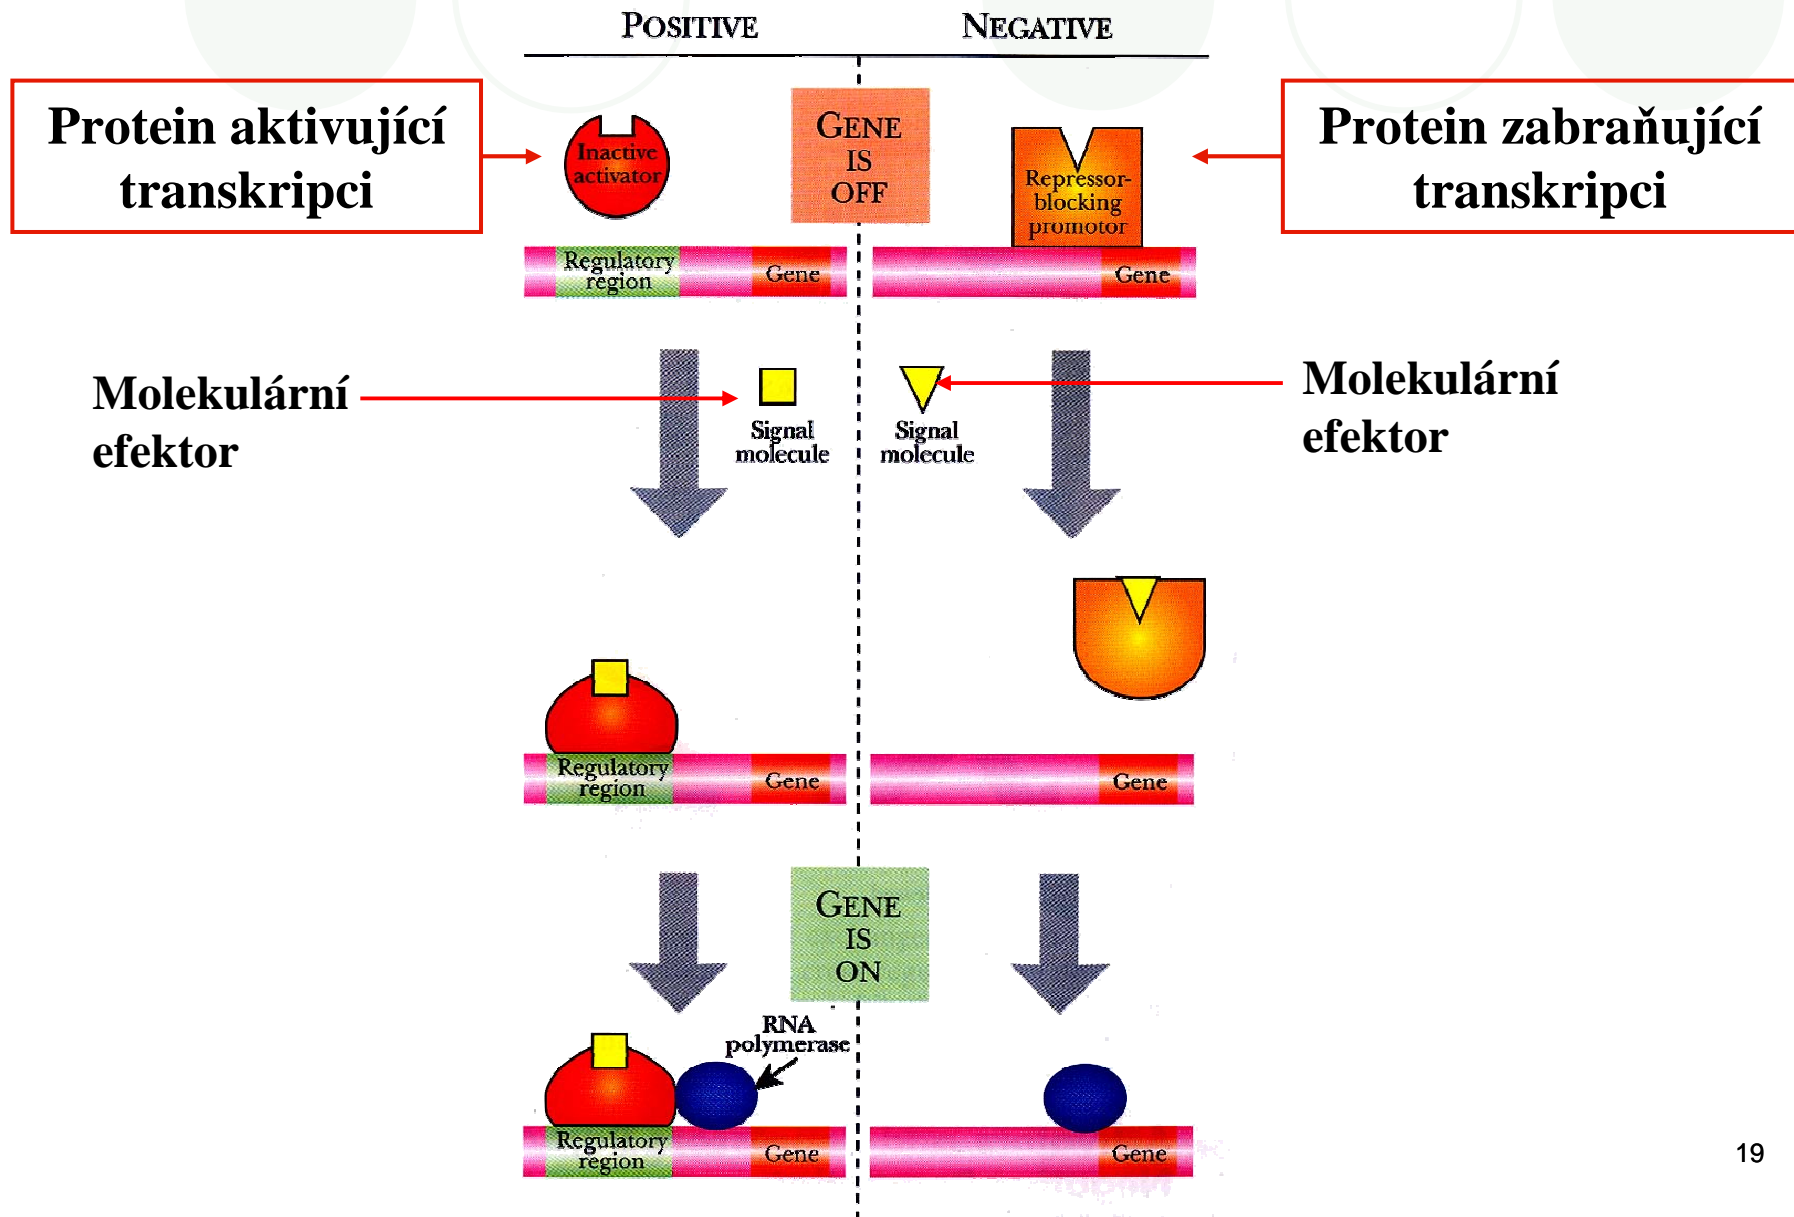 POSITIVE
NEGATIVE
Protein aktivující
transkripci
Inactive
activator
GENE
IS
OFF
Repressor-
blocking
promotor
Protein zabraňující
transkripci
Regulatory
region
Gene
Gene
Molekulární
efektor
Signal
molecule
Signal
molecule
Molekulární
efektor
Regulatory
region
Gene
Gene
GENE
IS
ON
RNA
polymerase
Regulatory
region
Gene
Gene
19